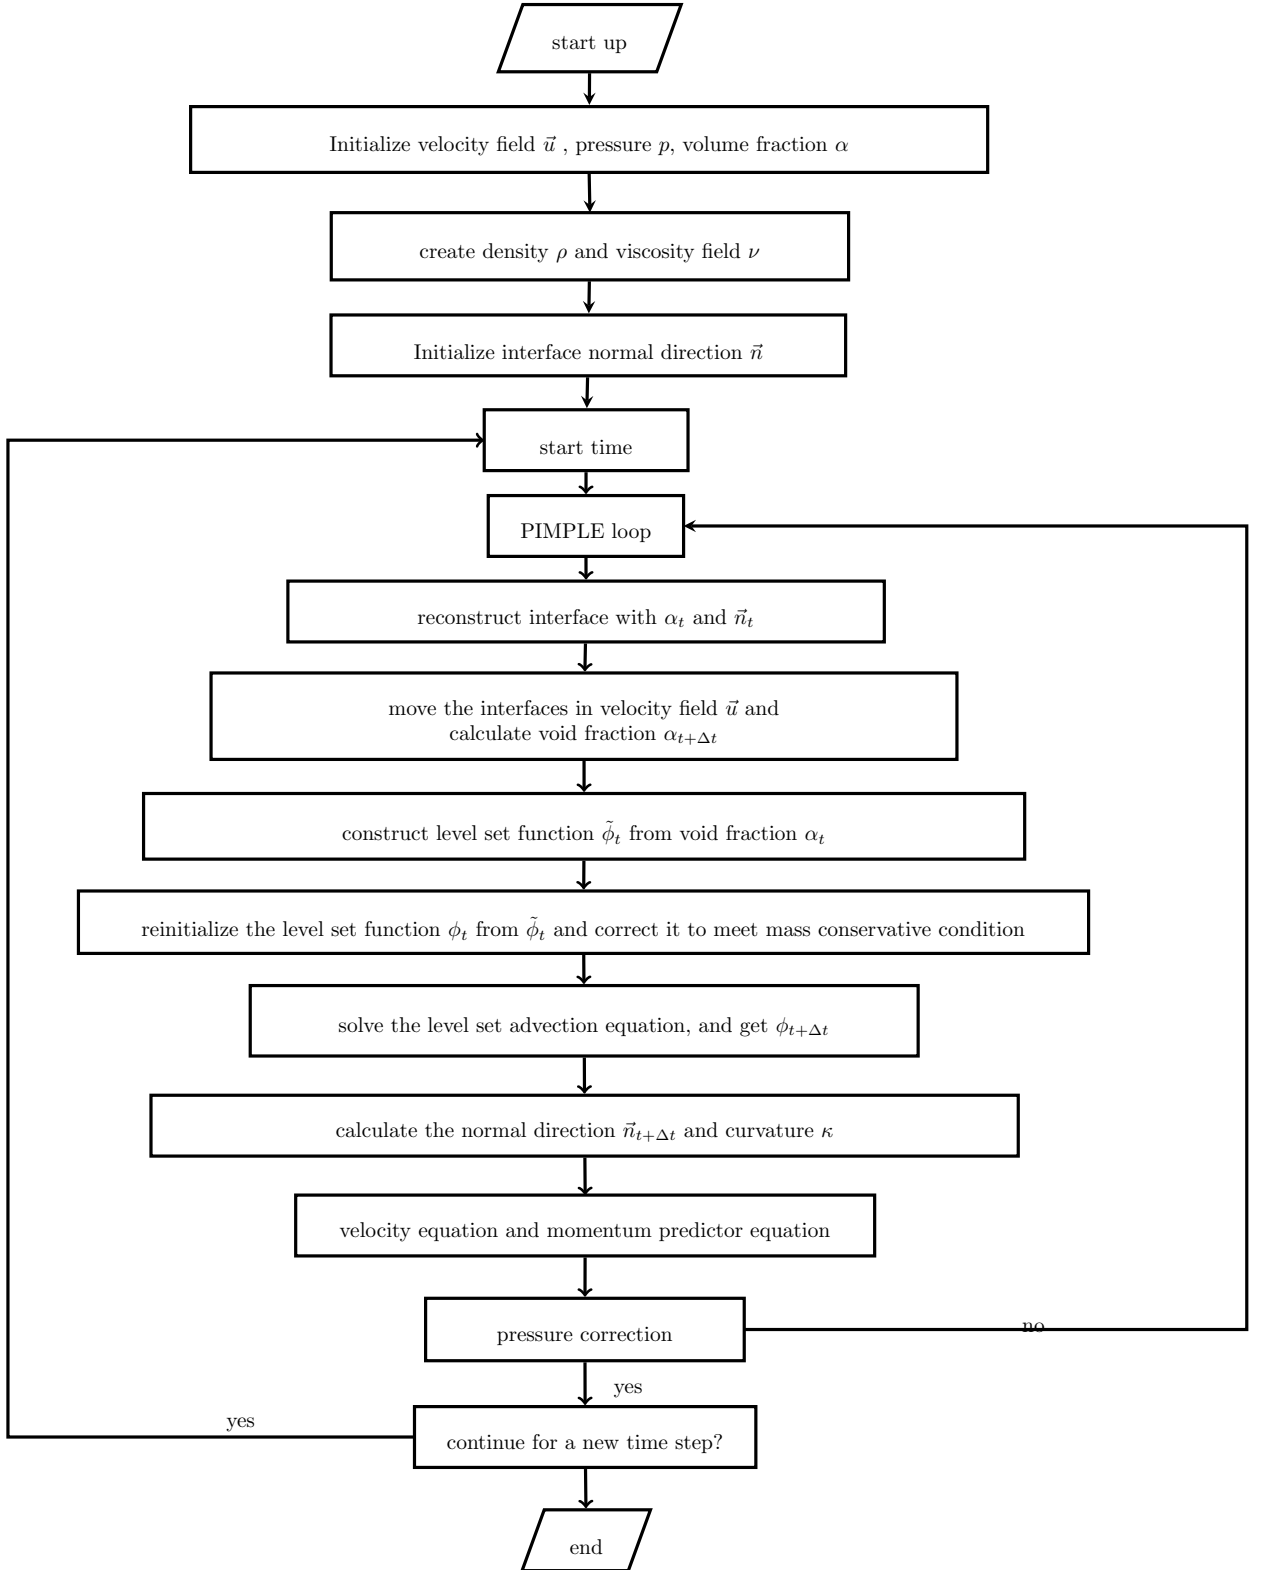 start up
Initialize velocity field $\vec{u}$ , pressure $p$, volume fraction $\alpha$
create density $\rho$ and viscosity field $\nu$
Initialize interface normal direction $\vec{n}$
start time
PIMPLE loop
reconstruct interface with $\alpha_t$ and $\vec{n}_t$
move the interfaces in velocity field $\vec{u}$ and
calculate void fraction $\alpha_{t+\Delta t}$
construct level set function $\tilde{\phi}_t$ from void fraction $\alpha_t$
reinitialize the level set function $\phi_t$ from $\tilde{\phi}_t$ and correct it to meet mass conservative condition
solve the level set advection equation, and get $\phi_{t+\Delta t}$
calculate the normal direction $\vec{n}_{t+\Delta t}$ and curvature $\kappa$
velocity equation and momentum predictor equation
pressure correction
no
yes
yes
continue for a new time step?
end